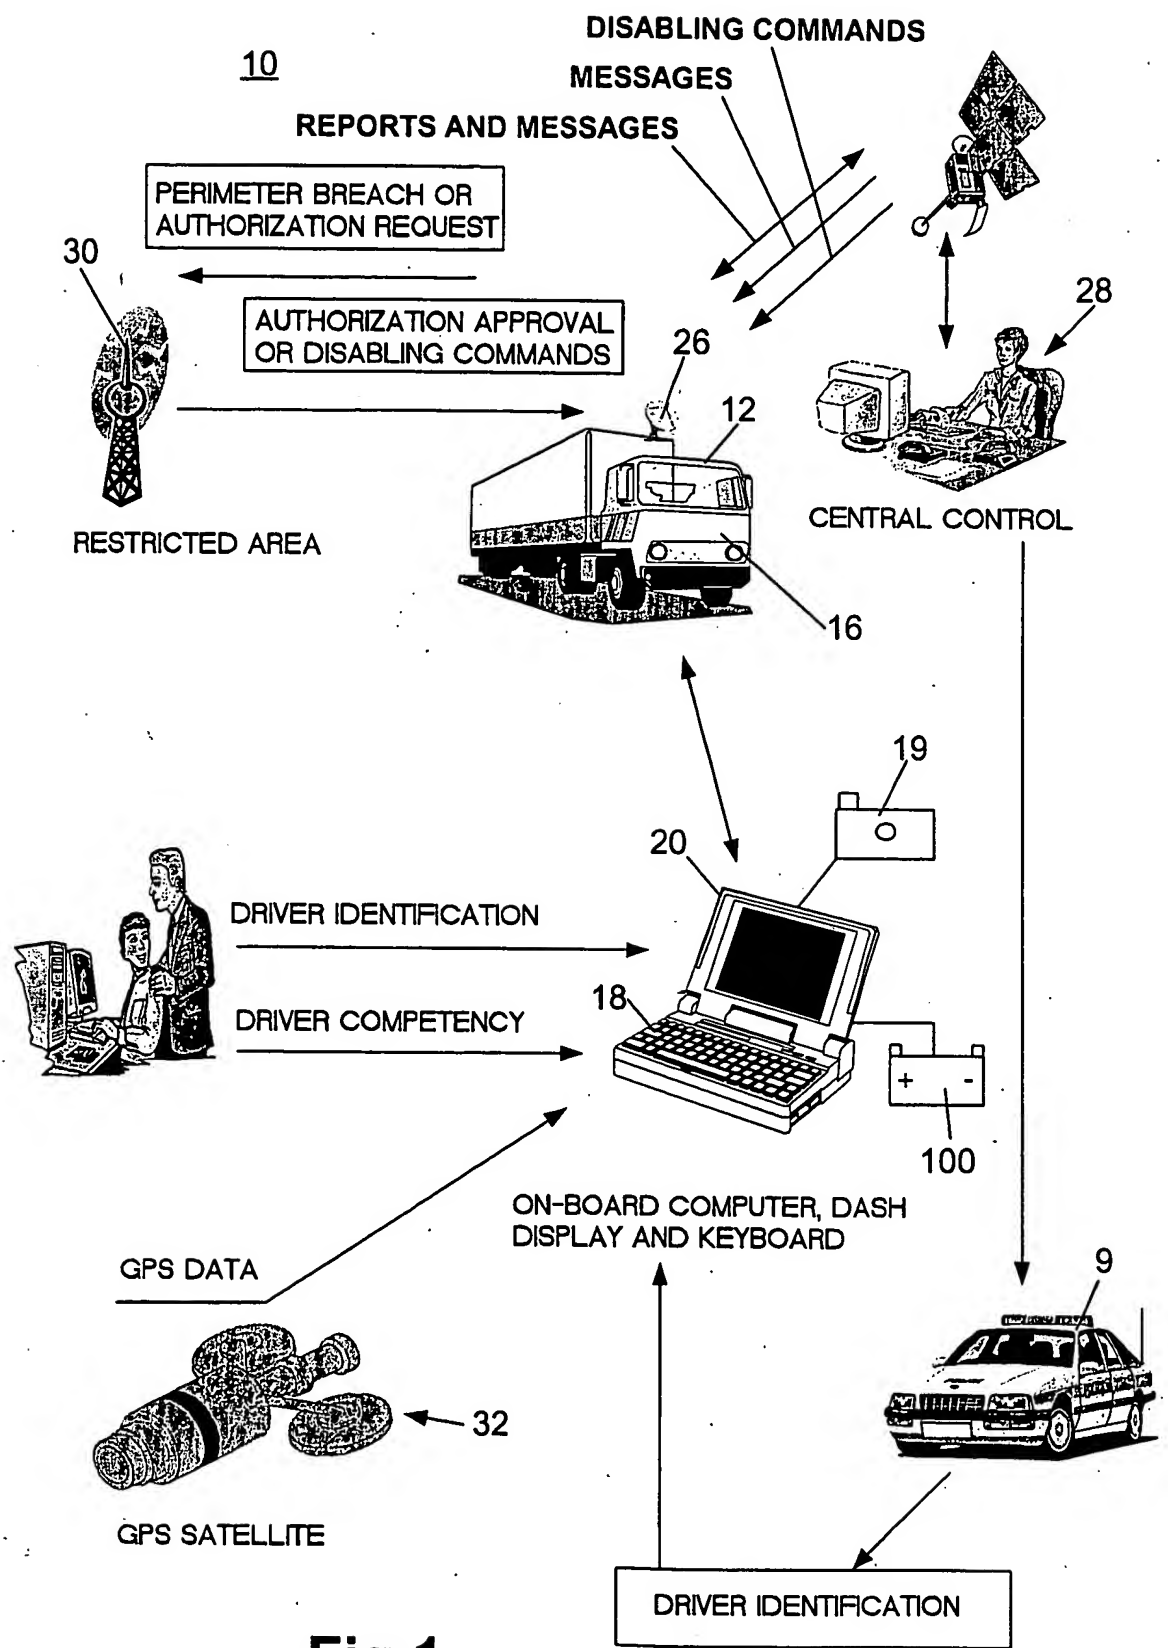 DISABLING COMMANDS
10
MESSAGES
REPORTS AND MESSAGES
PERIMETER BREACH OR
AUTHORIZATION REQUEST
30
28
AUTHORIZATION APPROVAL
OR DISABLING COMMANDS
26
12
CENTRAL CONTROL
RESTRICTED AREA
16
19
20
DRIVER IDENTIFICATION
18
DRIVER COMPETENCY
+ -
100
ON-BOARD COMPUTER, DASH
DISPLAY AND KEYBOARD
GPS DATA
9
32
GPS SATELLITE
DRIVER IDENTIFICATION
Fig 1